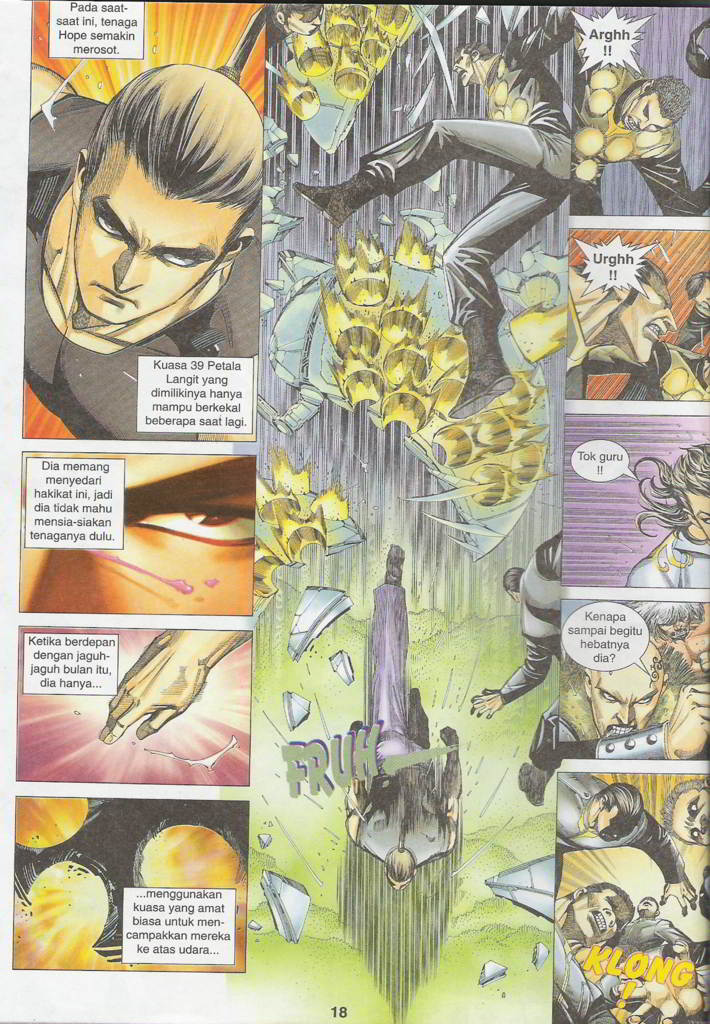 Pada saat-
saat ini, tenaga
Hope semakin
merosot.
Kuasa 39 Petala
Langit yang
dimilikinya hanya
mampu berkekal
beberapa saat lagi.
Dia memang
menyedari
hakikat ini, jadi
dia tidak mahu
mensia-siakan
tenaganya dulu.
Ketika berdepan
dengan jaguh-
jaguh bulan itu,
dia hanya...
...menggunakan
kuasa yang amat
biasa untuk men-
campakkan mereka
ke atas udara...
FRUH
Arghh
!!
Urghh
!!
Tok guru
!!
Kenapa
sampai begitu
hebatnya
dia?
KLONG
!
18